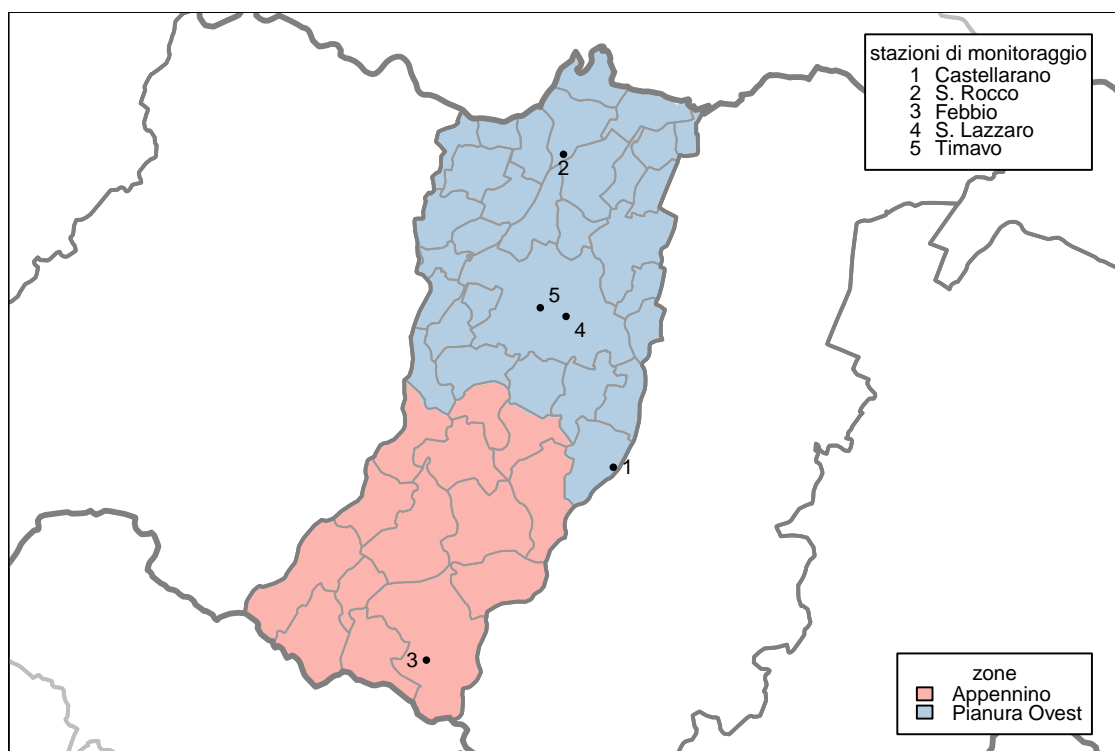 stazioni di monitoraggio
1 Castellarano
2 S. Rocco
3 Febbio
4 S. Lazzaro
5 Timavo
2
5
4
1
3
zone
Appennino
Pianura Ovest